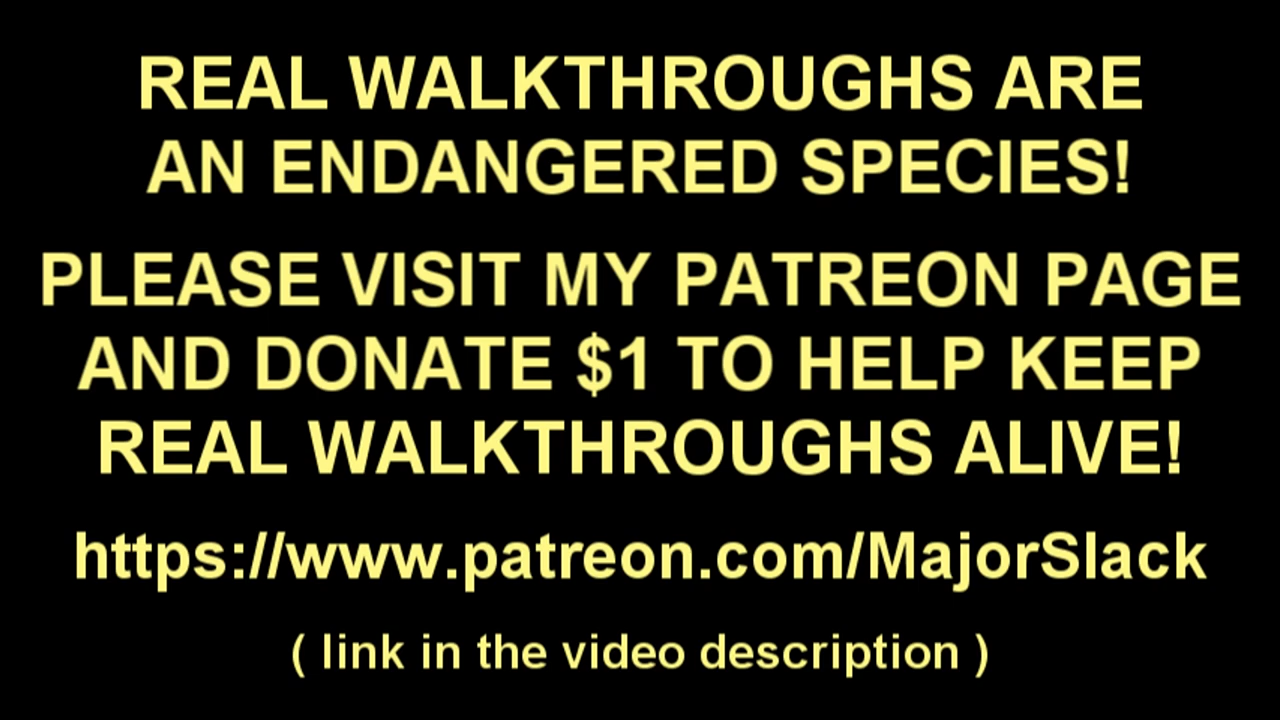 REAL WALKTHROUGHS ARE
AN ENDANGERED SPECIES!
PLEASE VISIT MY PATREON PAGE
AND DONATE $1 TO HELP KEEP
REAL WALKTHROUGHS ALIVE!
https://www.patreon.com/MajorSlack
( link in the video description )